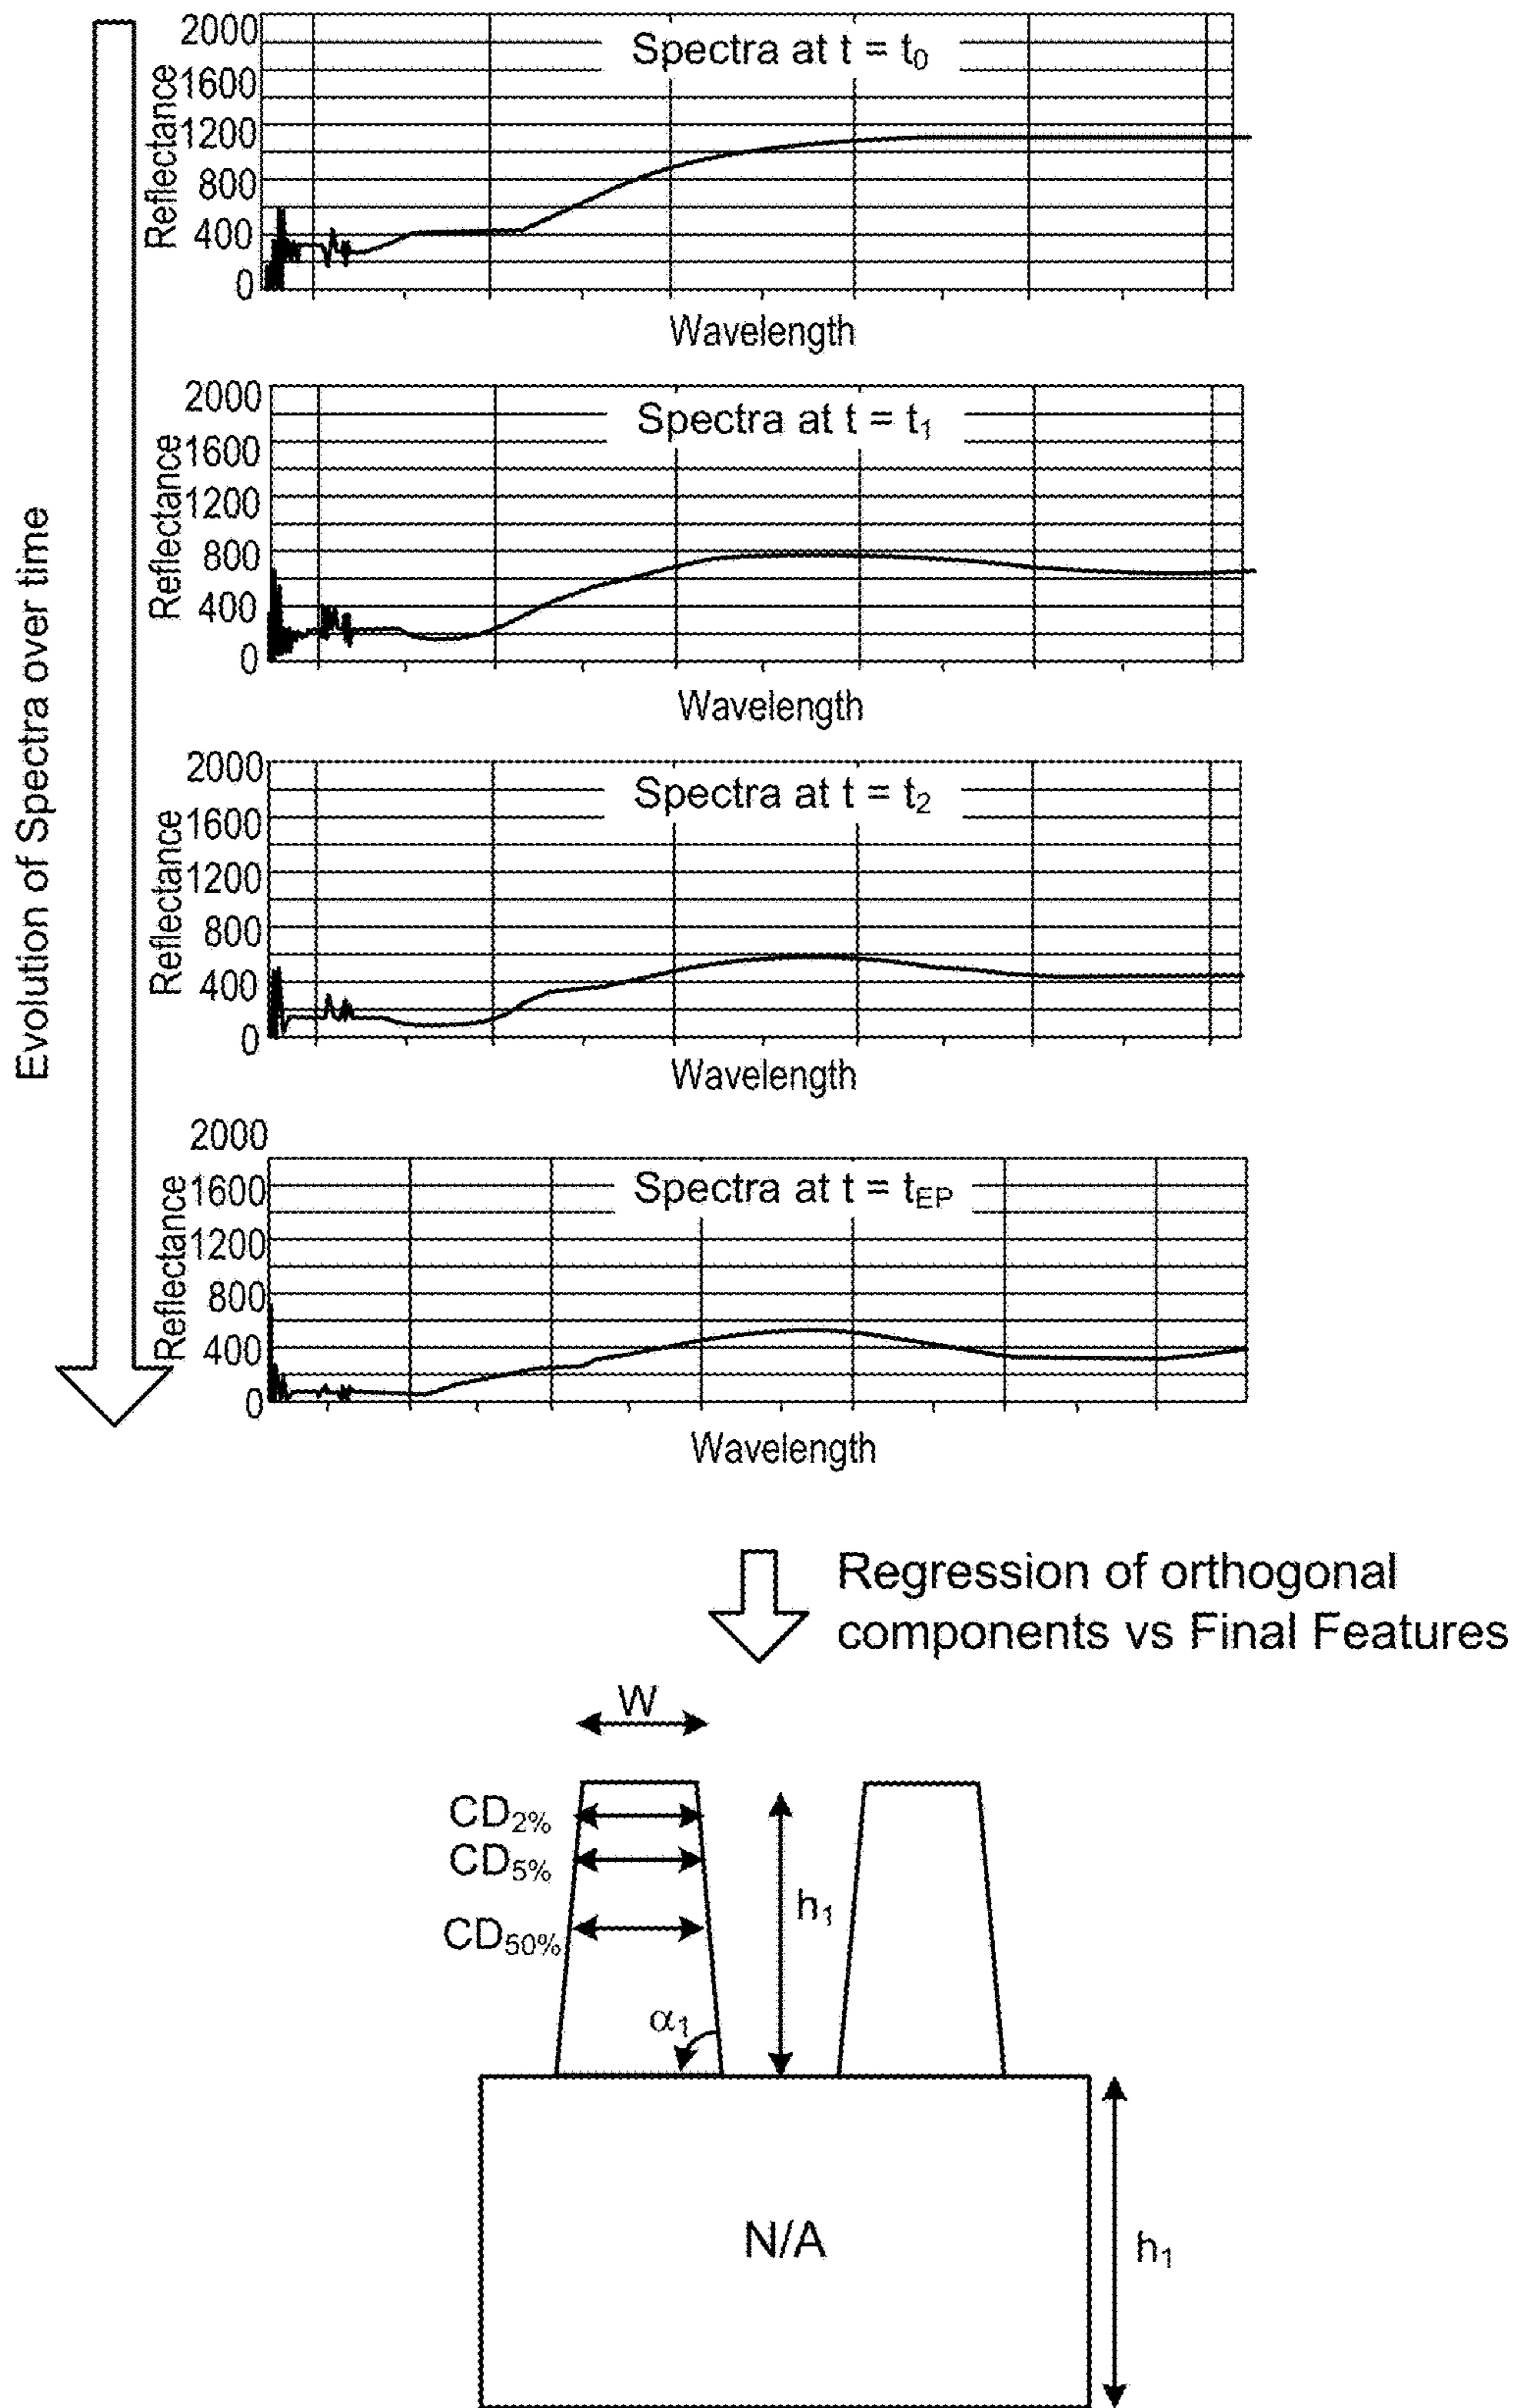 Evolution of Spectra over time
2000
1600
1200
800
400
0
Reflectance
Spectra at t = t0
Wavelength
2000
1600
1200
800
400
0
Reflectance
Spectra at t = t1
Wavelength
2000
1600
1200
800
400
0
Reflectance
Spectra at t = t2
Wavelength
2000
1600
1200
800
400
0
Reflectance
Spectra at t = tEP
Wavelength
Regression of orthogonal
components vs Final Features
W
CD2%
CD5%
CD50%
h1
α1
N/A
h1